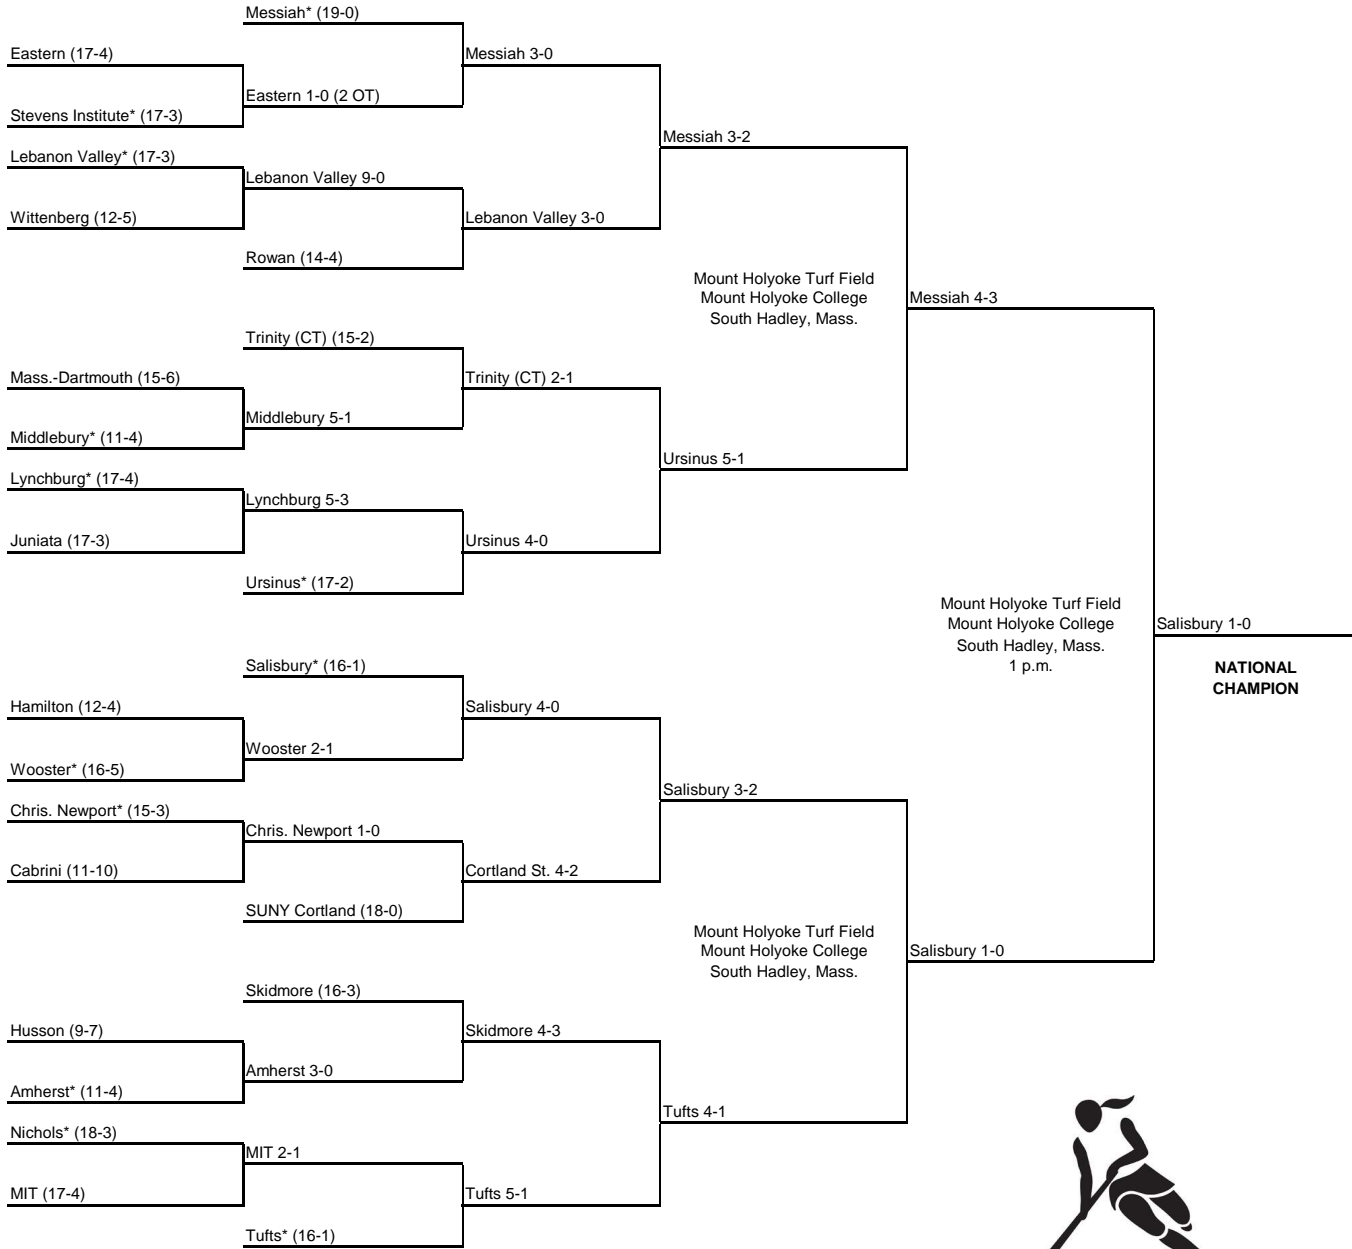 Messiah* (19-0)
Eastern (17-4)
Messiah 3-0
Eastern 1-0 (2 OT)
Stevens Institute* (17-3)
Messiah 3-2
Lebanon Valley* (17-3)
Lebanon Valley 9-0
Wittenberg (12-5)
Lebanon Valley 3-0
Rowan (14-4)
Mount Holyoke Turf Field
Mount Holyoke College
South Hadley, Mass.
Messiah 4-3
Trinity (CT) (15-2)
Mass.-Dartmouth (15-6)
Trinity (CT) 2-1
Middlebury 5-1
Middlebury* (11-4)
Ursinus 5-1
Lynchburg* (17-4)
Lynchburg 5-3
Juniata (17-3)
Ursinus 4-0
Ursinus* (17-2)
Mount Holyoke Turf Field
Mount Holyoke College
South Hadley, Mass.
1 p.m.
Salisbury 1-0
NATIONAL
CHAMPION
Salisbury* (16-1)
Hamilton (12-4)
Salisbury 4-0
Wooster 2-1
Wooster* (16-5)
Salisbury 3-2
Chris. Newport* (15-3)
Chris. Newport 1-0
Cabrini (11-10)
Cortland St. 4-2
SUNY Cortland (18-0)
Mount Holyoke Turf Field
Mount Holyoke College
South Hadley, Mass.
Salisbury 1-0
Skidmore (16-3)
Husson (9-7)
Skidmore 4-3
Amherst 3-0
Amherst* (11-4)
Tufts 4-1
Nichols* (18-3)
MIT 2-1
MIT (17-4)
Tufts 5-1
Tufts* (16-1)